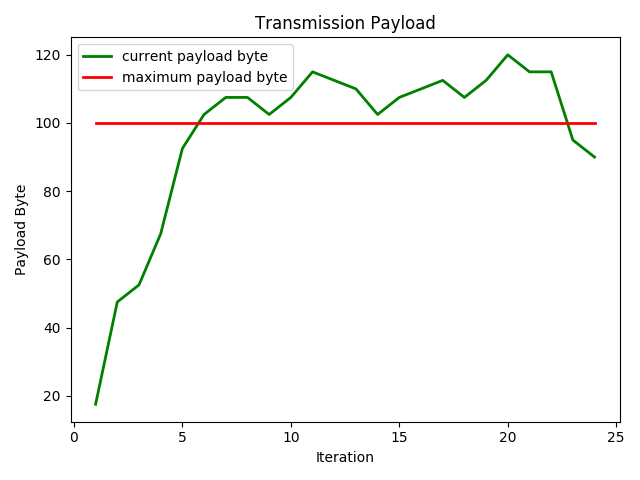 Transmission Payload
current payload byte
maximum payload byte
120
100
80
60
40
20
Payload Byte
0
5
10
15
20
25
Iteration